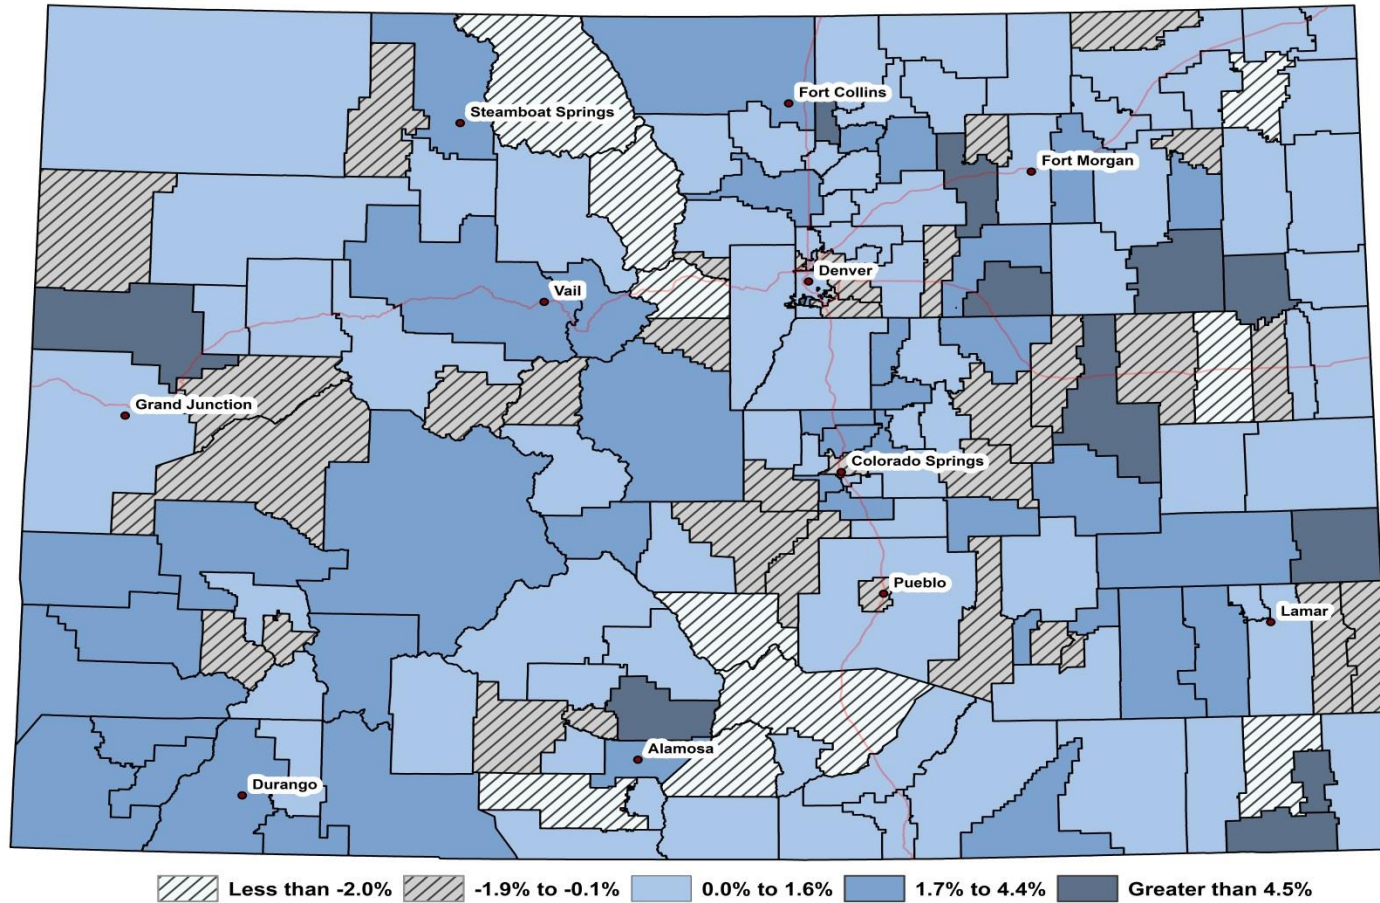 Fort Collins
Steamboat Springs
Fort Morgan
Denver
Vail
Grand Junction
Colorado Springs
Pueblo
Lamar
Alamosa
Durango
Less than -2.0% -1.9% to -0.1% 0.0% to 1.6% 1.7% to 4.4% Greater than 4.5%